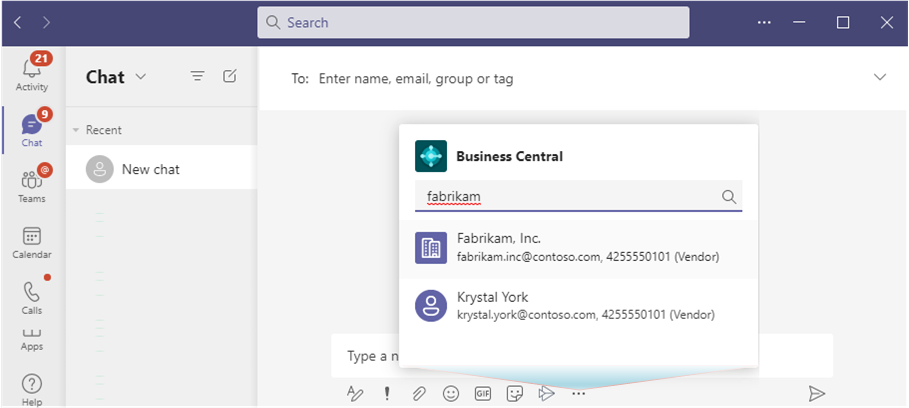 Search
21
Activity
9
Chat
@
Teams
Calendar
Calls
Apps
Help
Chat
Recent
New chat
To: Enter name, email, group or tag
Business Central
fabrikam
Fabrikam, Inc.
fabrikam.inc@contoso.com, 4255550101 (Vendor)
Krystal York
krystal.york@contoso.com, 4255550101 (Vendor)
Type a n
GIF